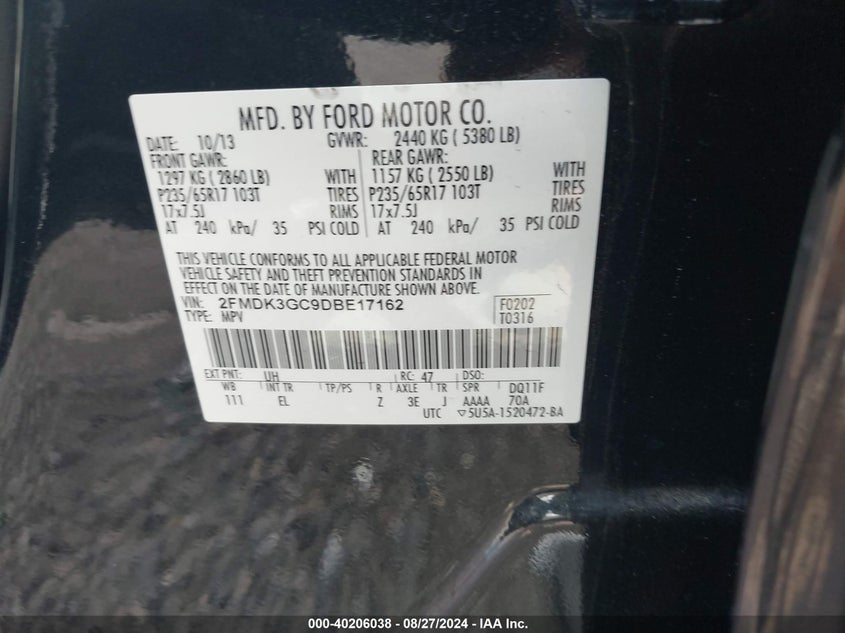 MFD. BY FORD MOTOR CO.
DATE: 10/13 GVWR: 2440 KG ( 5380 LB)
FRONT GAWR: REAR GAWR:
1297 KG ( 2860 LB) WITH 1157 KG ( 2550 LB) WITH
P235/65R17 103T TIRES P235/65R17 103T TIRES
17x7.5J RIMS 17x7.5J RIMS
AT 240 kPa/ 35 PSI COLD AT 240 kPa/ 35 PSI COLD
THIS VEHICLE CONFORMS TO ALL APPLICABLE FEDERAL MOTOR
VEHICLE SAFETY AND THEFT PREVENTION STANDARDS IN
EFFECT ON THE DATE OF MANUFACTURE SHOWN ABOVE.
VIN: 2FMDK3GC9DBE17162 F0202
TYPE: MPV T0316
EXT PNT: UH RC: 47 DSO:
WB INT TR TP/PS R AXLE TR SPR DQ11F
111 EL Z 3E J AAAA 70A
UTC ▽5U5A-1520472-BA
000-40206038 - 08/27/2024 - IAA Inc.